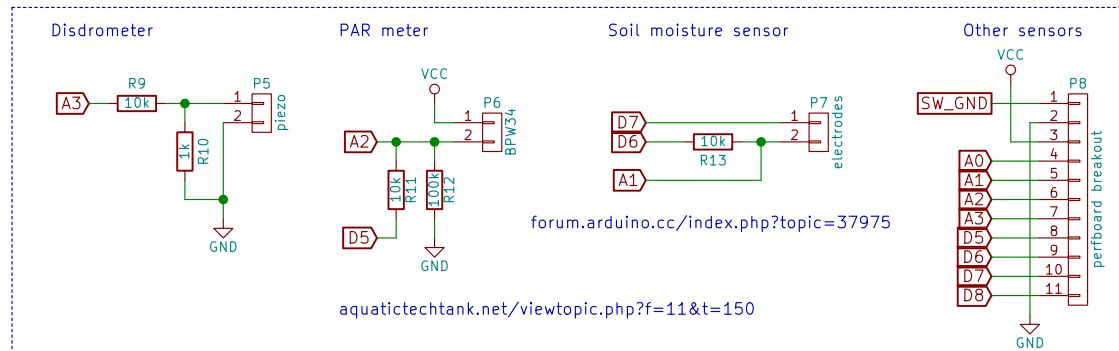 Disdrometer
A3
R9
10k
1k
R10
P5
1
2
piezo
GND
PAR meter
VCC
A2
10k
R11
100k
R12
D5
GND
P6
1
2
BPW34
aquatictechtank.net/viewtopic.php?f=11&t=150
Soil moisture sensor
D7
D6
10k
R13
A1
P7
1
2
electrodes
forum.arduino.cc/index.php?topic=37975
Other sensors
VCC
P8
SW_GND 1
2
3
A0 4
A1 5
A2 6
A3 7
D5 8
D6 9
D7 10
D8 11
perfboard breakout
GND